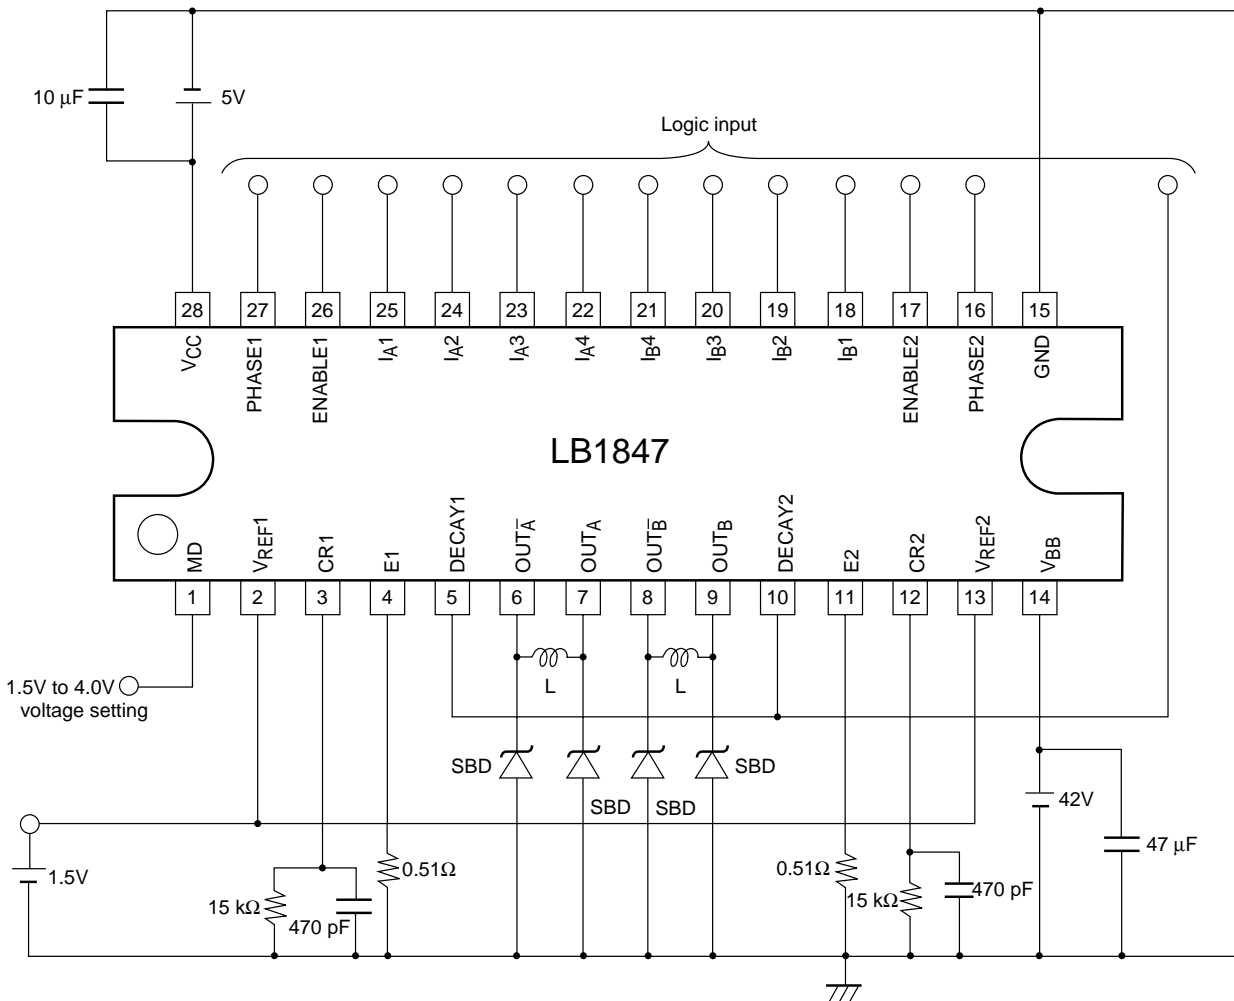 10 μF
5V
Logic input
28 27 26 25 24 23 22 21 20 19 18 17 16 15
VCC PHASE1 ENABLE1 IA1 IA2 IA3 IA4 IB4 IB3 IB2 IB1 ENABLE2 PHASE2 GND
LB1847
MD VREF1 CR1 E1 DECAY1 OUTA̅ OUTA OUTB̅ OUTB DECAY2 E2 CR2 VREF2 VBB
1 2 3 4 5 6 7 8 9 10 11 12 13 14
1.5V to 4.0V
voltage setting
L L
SBD SBD
SBD SBD
42V
47 μF
1.5V
0.51Ω
15 kΩ
470 pF
0.51Ω
15 kΩ
470 pF